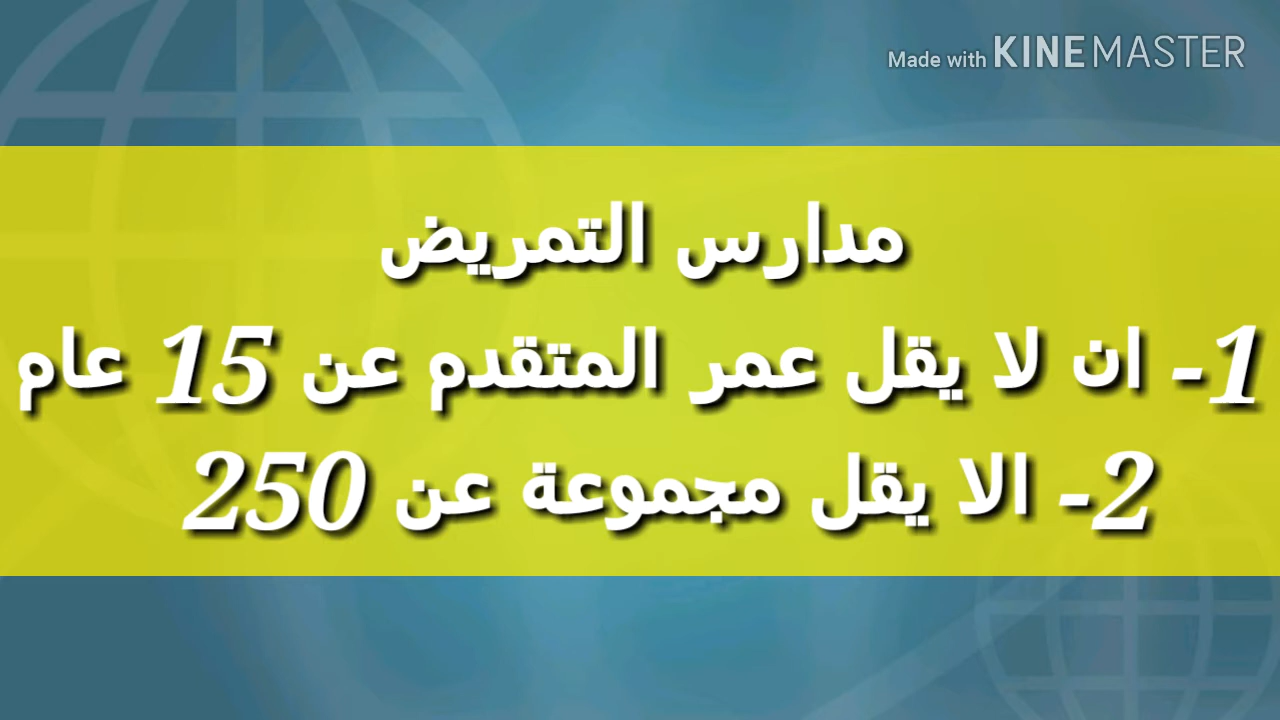 Made with KINEMASTER
مدارس التمريض
1- ان لا يقل عمر المتقدم عن 15 عام
2- الا يقل مجموعة عن 250